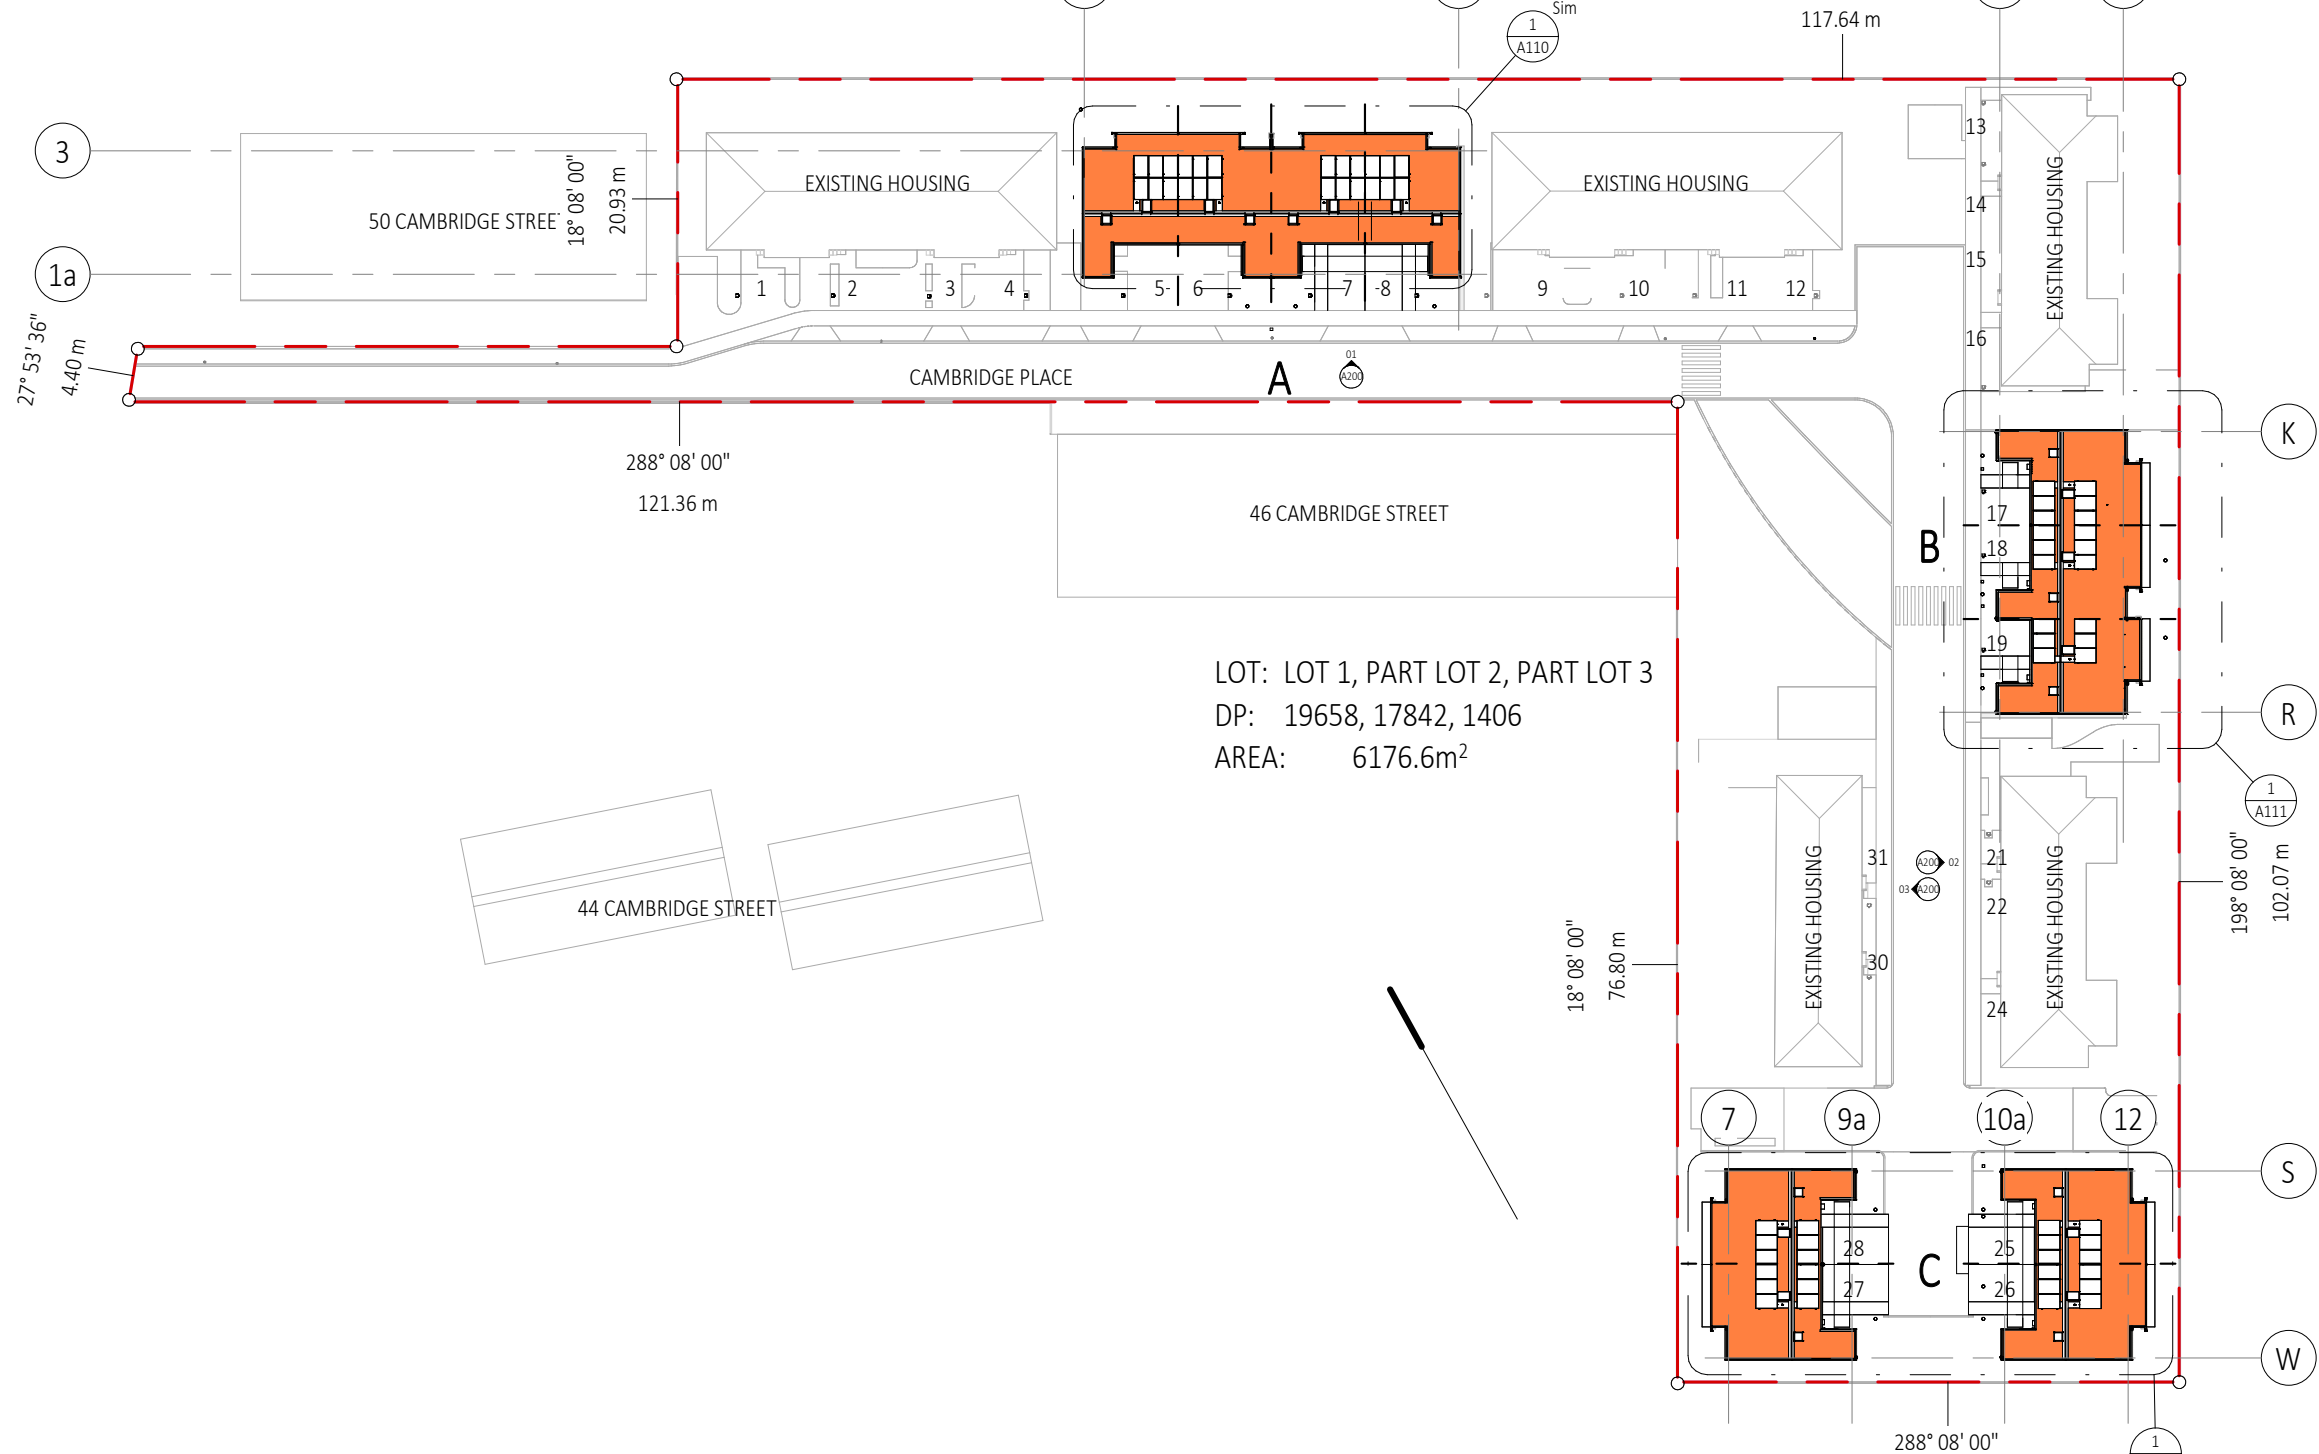 Sim
1
A110
117.64 m
3
50 CAMBRIDGE STREE
18° 08' 00"
20.93 m
EXISTING HOUSING
EXISTING HOUSING
13
14
15
16
EXISTING HOUSING
1a
1
2
3
4
5
6
7
8
9
10
11
12
27° 53' 36"
4.40 m
CAMBRIDGE PLACE
A
01
A200
288° 08' 00"
121.36 m
46 CAMBRIDGE STREET
K
B
17
18
19
R
LOT: LOT 1, PART LOT 2, PART LOT 3
DP: 19658, 17842, 1406
AREA: 6176.6m²
1
A111
44 CAMBRIDGE STREET
EXISTING HOUSING
31
30
A200
02
03
A200
21
22
24
EXISTING HOUSING
198° 08' 00"
102.07 m
18° 08' 00"
76.80 m
7
9a
10a
12
S
28
27
C
25
26
W
288° 08' 00"
1